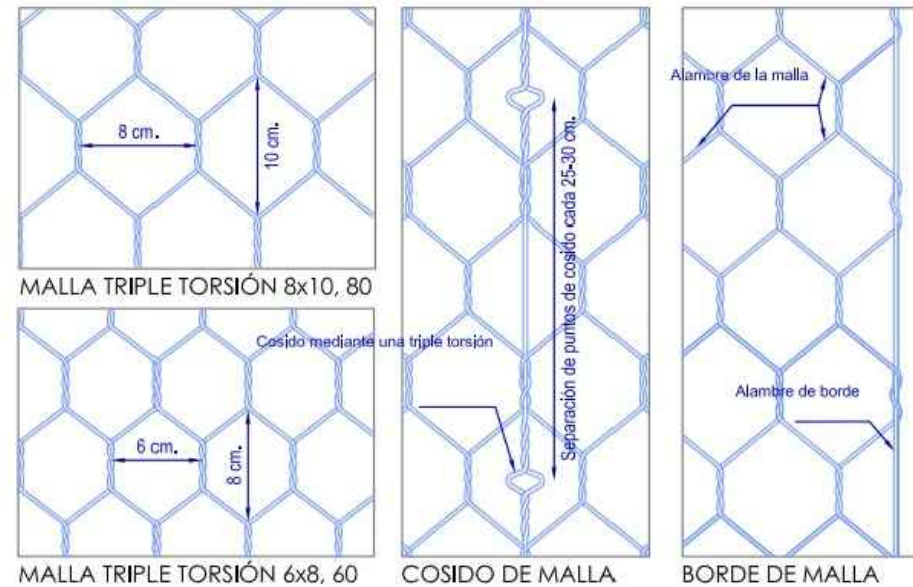 8 cm.
10 cm.
MALLA TRIPLE TORSIÓN 8x10, 80
6 cm.
8 cm.
MALLA TRIPLE TORSIÓN 6x8, 60
Separación de puntos de cosido cada 25-30 cm.
Cosido mediante una triple torsión
COSIDO DE MALLA
Alambre de la malla
Alambre de borde
BORDE DE MALLA